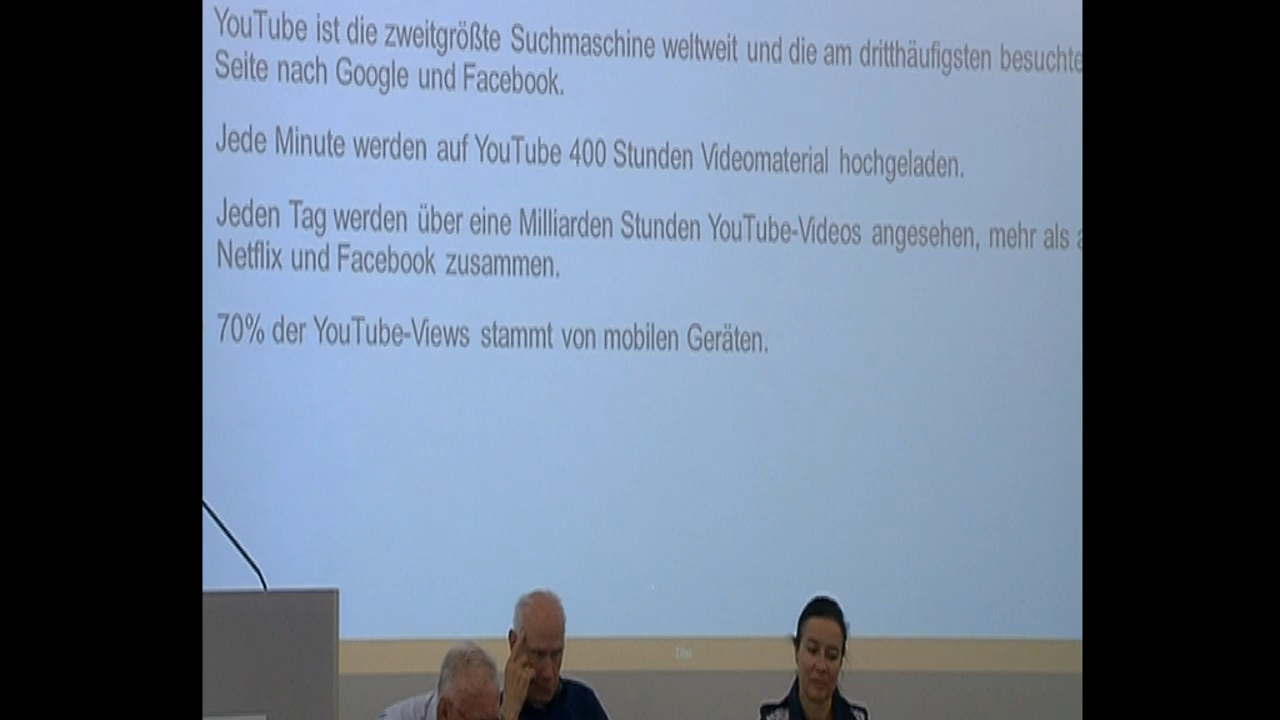 YouTube ist die zweitgrößte Suchmaschine weltweit und die am dritthäufigsten besuchte
Seite nach Google und Facebook.
Jede Minute werden auf YouTube 400 Stunden Videomaterial hochgeladen.
Jeden Tag werden über eine Milliarden Stunden YouTube-Videos angesehen, mehr als
Netflix und Facebook zusammen.
70% der YouTube-Views stammt von mobilen Geräten.